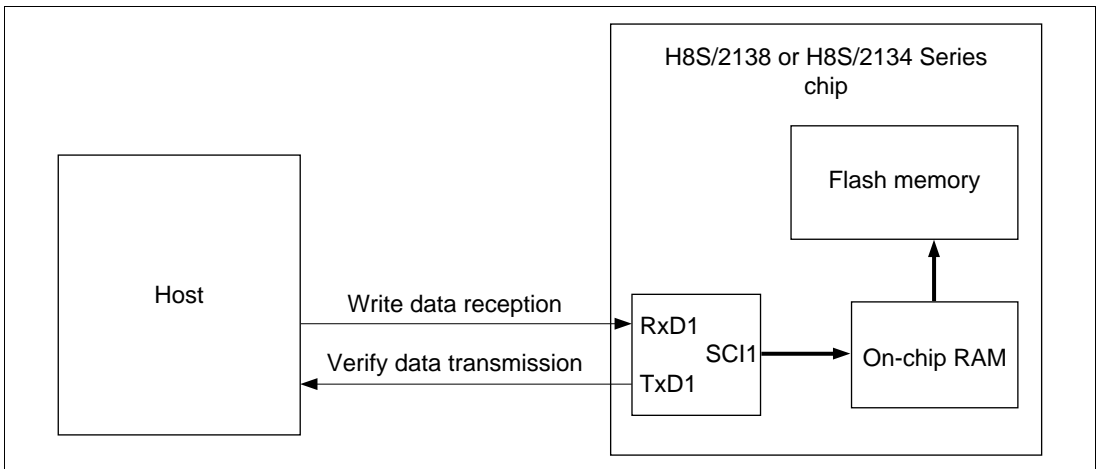 H8S/2138 or H8S/2134 Series
chip
Flash memory
Host
Write data reception
RxD1
SCI1
On-chip RAM
Verify data transmission
TxD1